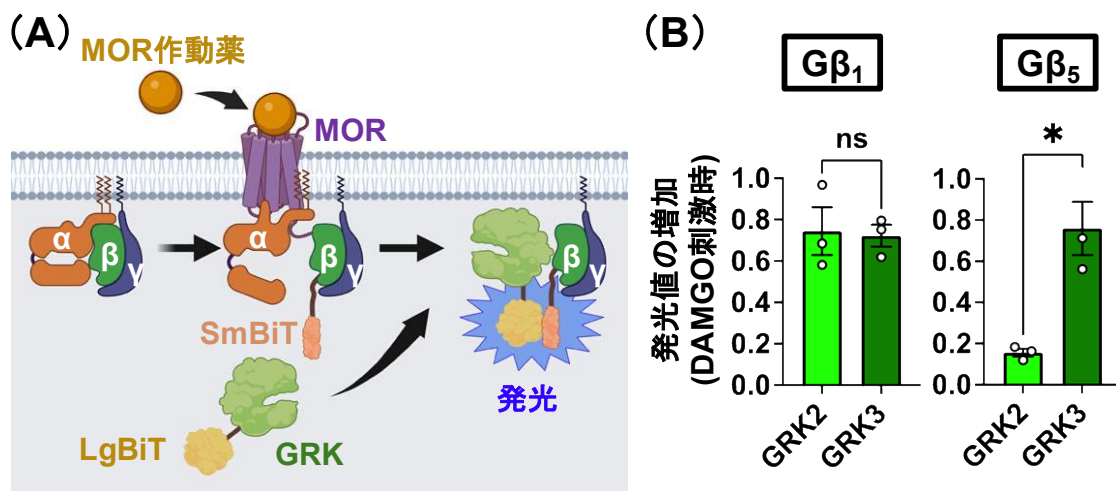 (A)
MOR作動薬
MOR
α
β
γ
α
β
γ
β
γ
SmBiT
発光
LgBiT
GRK
(B)
Gβ₁
Gβ₅
発光値の増加
(DAMGO刺激時)
ns
1.0
0.8
0.6
0.4
0.2
0.0
GRK2
GRK3
*
1.0
0.8
0.6
0.4
0.2
0.0
GRK2
GRK3